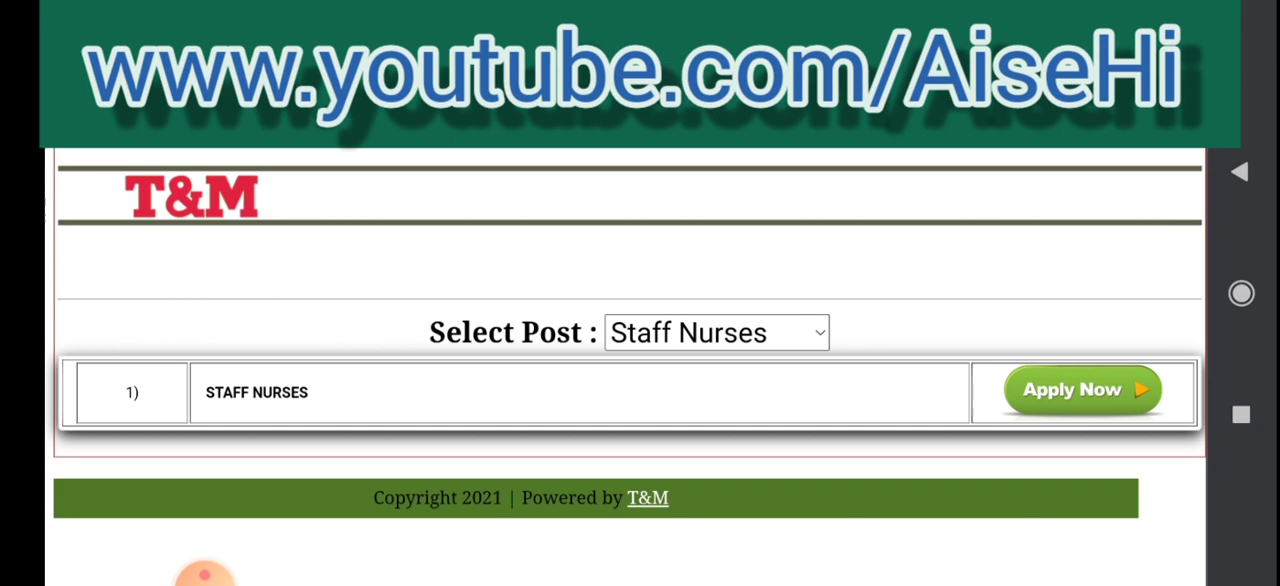 www.youtube.com/AiseHi
T&M
Select Post : Staff Nurses
1) STAFF NURSES Apply Now
Copyright 2021 | Powered by T&M